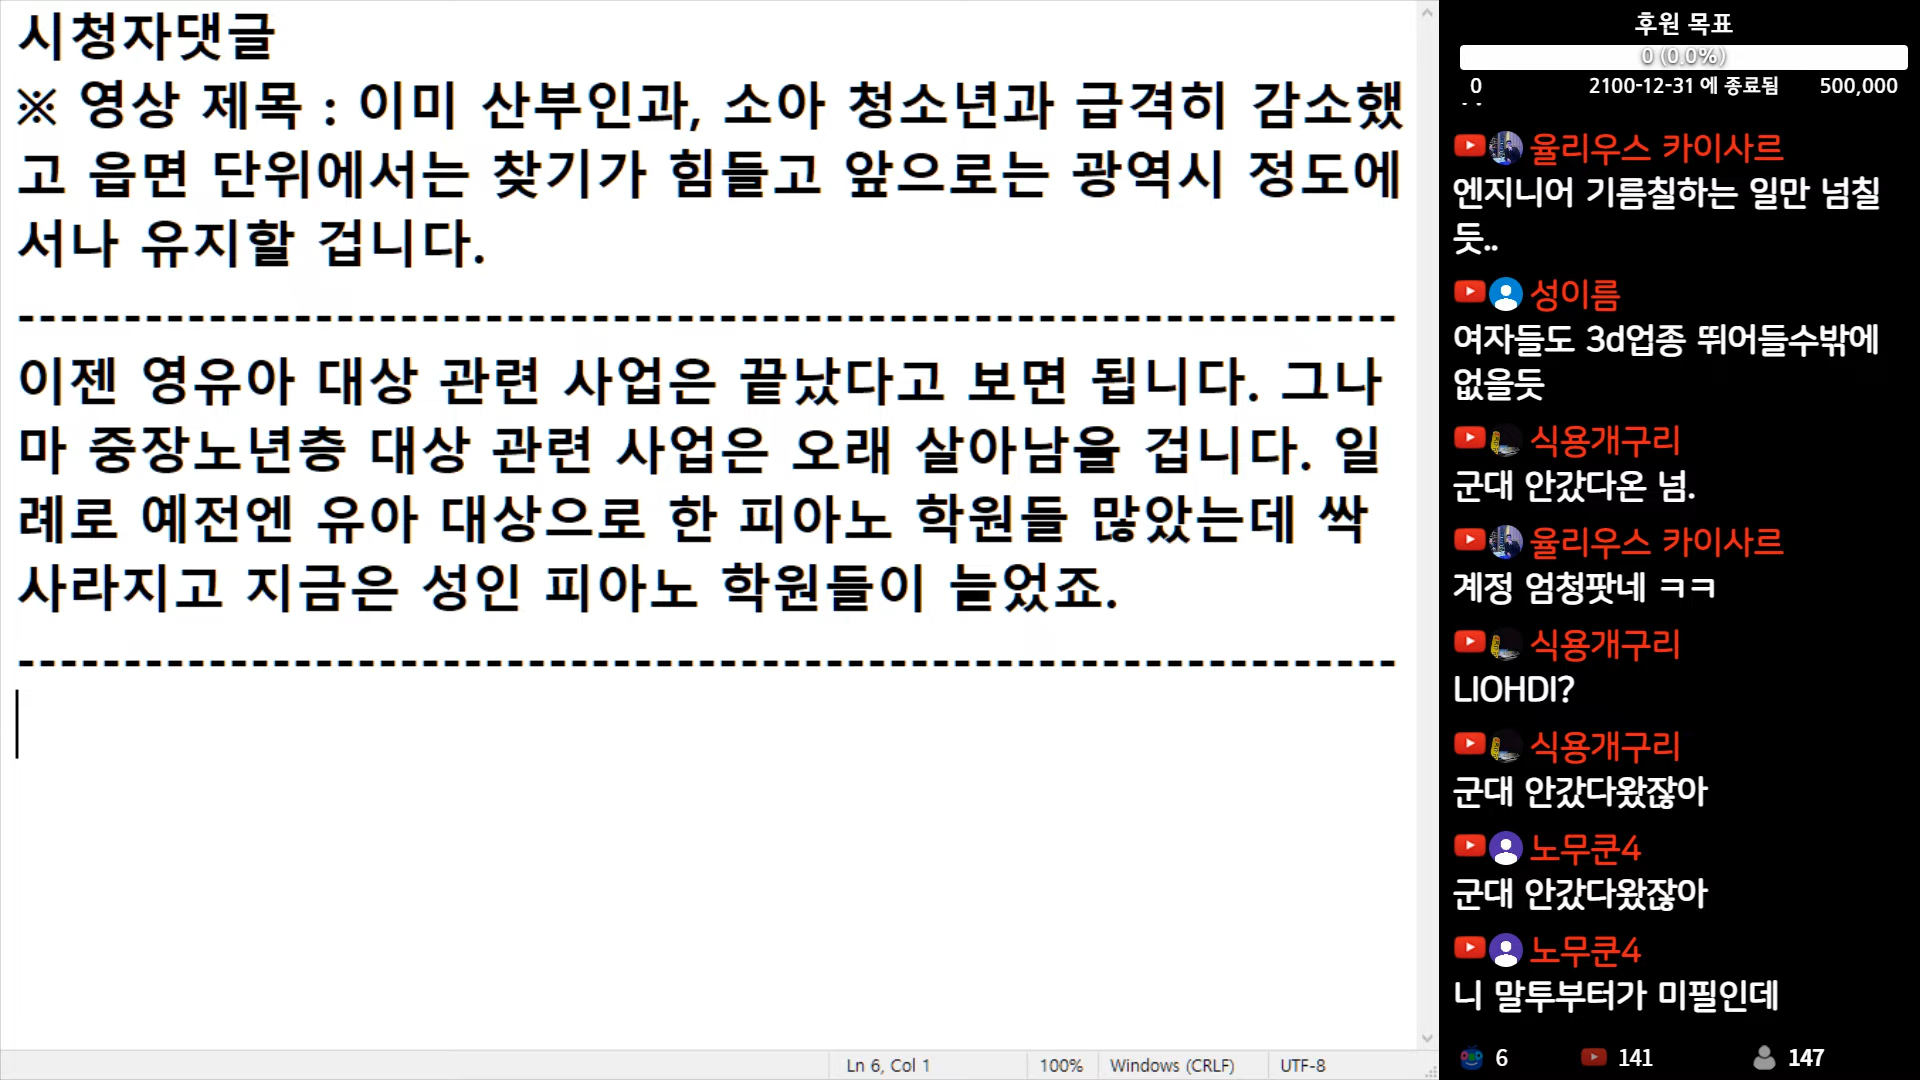 시청자댓글
※ 영상 제목 : 이미 산부인과, 소아 청소년과 급격히 감소했
고 읍면 단위에서는 찾기가 힘들고 앞으로는 광역시 정도에
서나 유지할 겁니다.
-----------------------------------------------------------------
이젠 영유아 대상 관련 사업은 끝났다고 보면 됩니다. 그나
마 중장노년층 대상 관련 사업은 오래 살아남을 겁니다. 일
례로 예전엔 유아 대상으로 한 피아노 학원들 많았는데 싹
사라지고 지금은 성인 피아노 학원들이 늘었죠.
-----------------------------------------------------------------
Ln 6, Col 1
100%
Windows (CRLF)
UTF-8
후원 목표
0 (0.0%)
0 2100-12-31 에 종료됨 500,000
율리우스 카이사르
엔지니어 기름칠하는 일만 넘칠
듯..
성이름
여자들도 3d업종 뛰어들수밖에
없을듯
식용개구리
군대 안갔다온 넘.
율리우스 카이사르
계정 엄청팟네 ㅋㅋ
식용개구리
LIOHDI?
식용개구리
군대 안갔다왔잖아
노무쿤4
군대 안갔다왔잖아
노무쿤4
니 말투부터가 미필인데
6 141 147